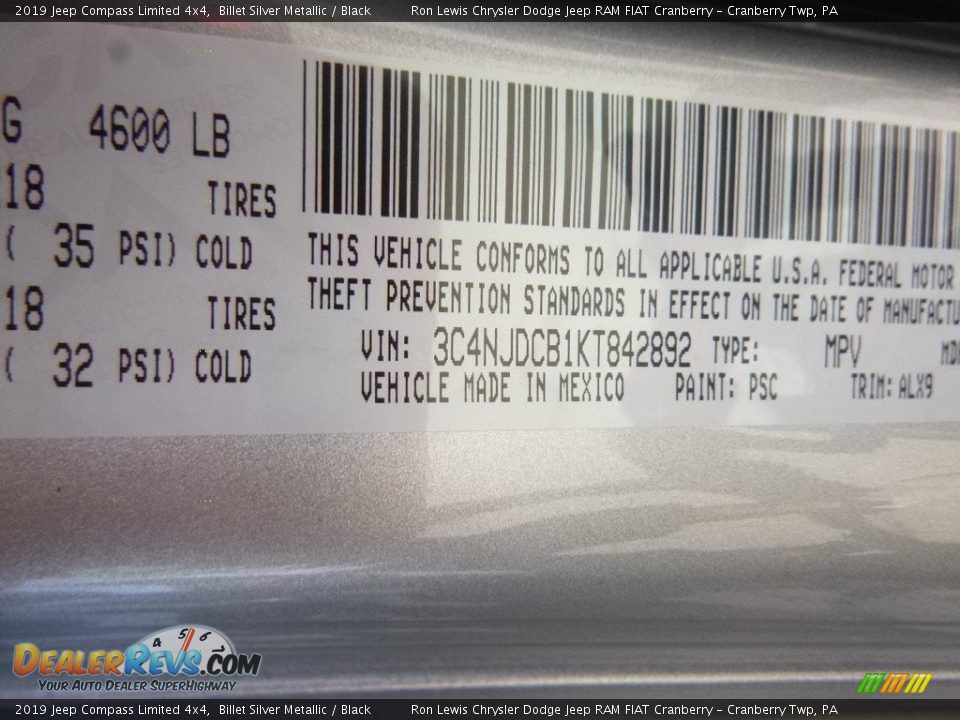 2019 Jeep Compass Limited 4x4, Billet Silver Metallic / Black Ron Lewis Chrysler Dodge Jeep RAM FIAT Cranberry – Cranberry Twp, PA
G 4600 LB
18 TIRES
( 35 PSI) COLD
18 TIRES
( 32 PSI) COLD
THIS VEHICLE CONFORMS TO ALL APPLICABLE U.S.A. FEDERAL MOTOR
THEFT PREVENTION STANDARDS IN EFFECT ON THE DATE OF MANUFACTU
VIN: 3C4NJDCB1KT842892 TYPE: MPV
VEHICLE MADE IN MEXICO PAINT: PSC TRIM: ALX9
4 5 6 7
DEALERREVS.COM
YOUR AUTO DEALER SUPERHIGHWAY
2019 Jeep Compass Limited 4x4, Billet Silver Metallic / Black Ron Lewis Chrysler Dodge Jeep RAM FIAT Cranberry – Cranberry Twp, PA